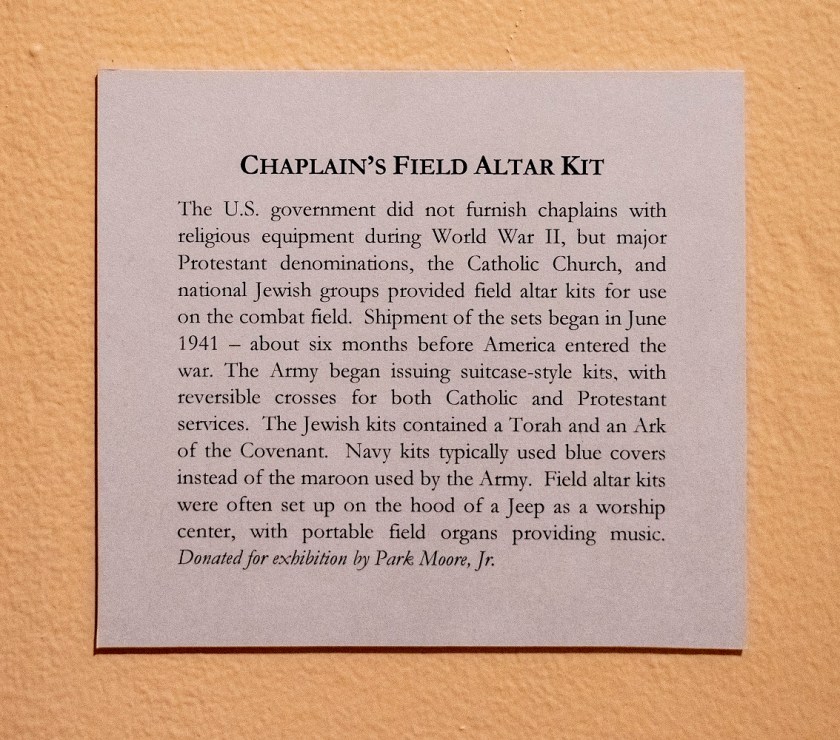 CHAPLAIN'S FIELD ALTAR KIT
The U.S. government did not furnish chaplains with
religious equipment during World War II, but major
Protestant denominations, the Catholic Church, and
national Jewish groups provided field altar kits for use
on the combat field. Shipment of the sets began in June
1941 – about six months before America entered the
war. The Army began issuing suitcase-style kits, with
reversible crosses for both Catholic and Protestant
services. The Jewish kits contained a Torah and an Ark
of the Covenant. Navy kits typically used blue covers
instead of the maroon used by the Army. Field altar kits
were often set up on the hood of a Jeep as a worship
center, with portable field organs providing music.
Donated for exhibition by Park Moore, Jr.